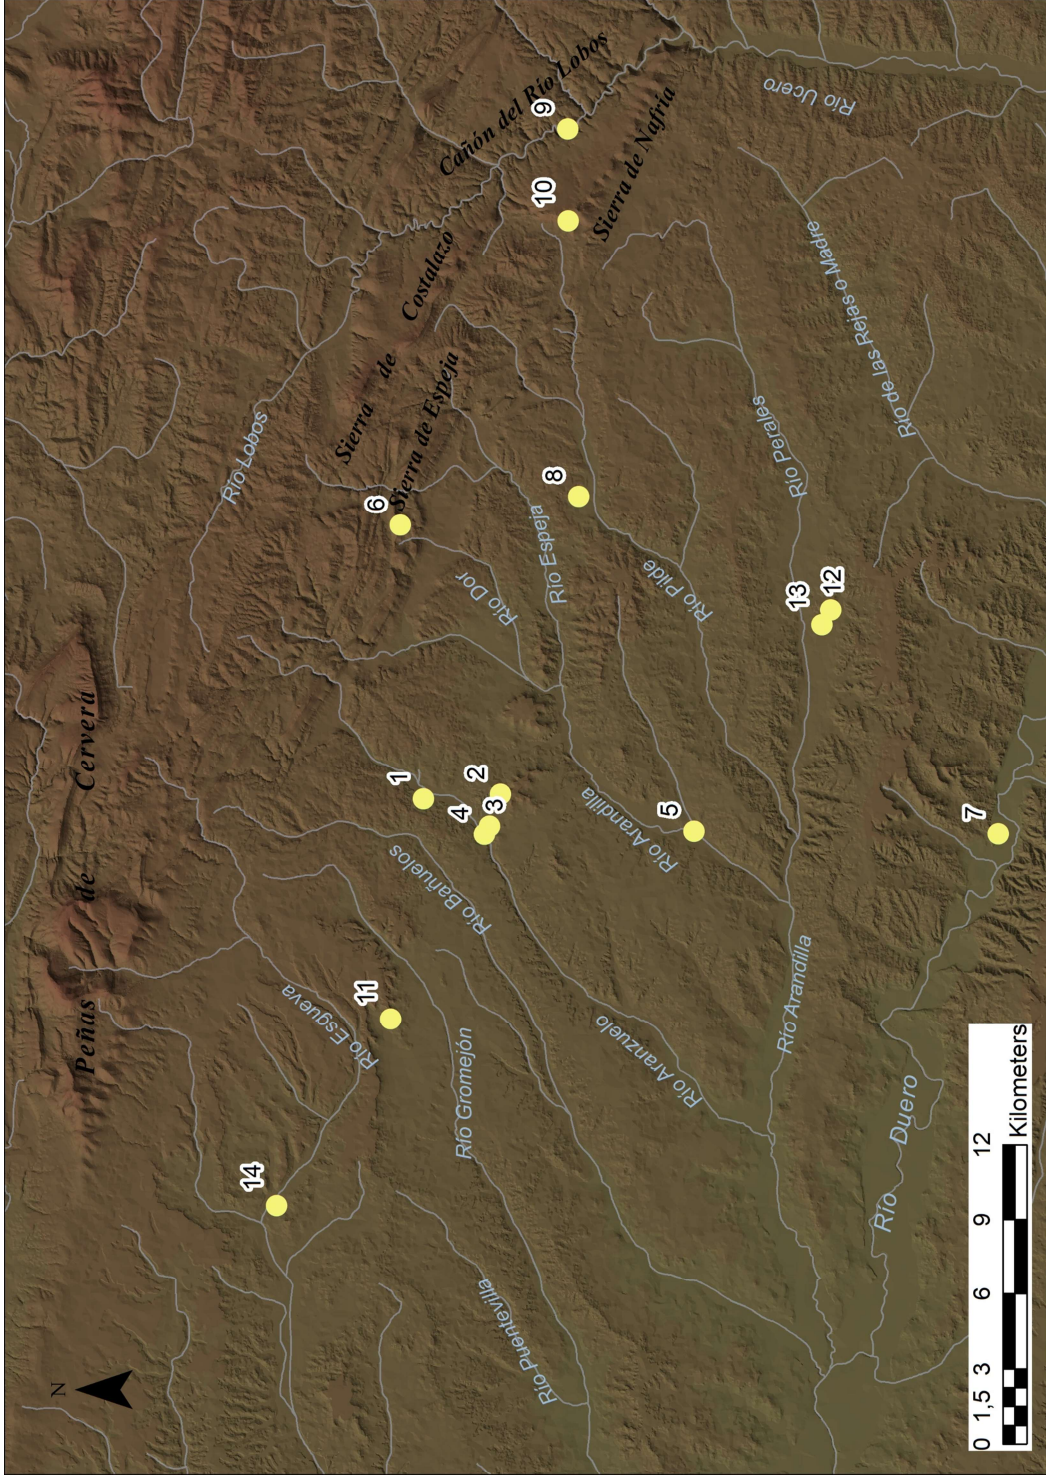 N
Peñas de Cervera
Río Lobos
Sierra de Costalazo
Sierra de Espeja
Cañón del Río Lobos
Sierra de Nafría
Río Ucero
14
Río Esgueva
11
Río Bañuelos
Río Gromejón
Río Puentevilla
1
2
4
3
6
Río Dor
Río Espeja
8
10
9
Río Aranzuelo
Río Arandilla
5
Río Pilde
Río Perales
Río de las Rejas o Madre
13
12
Río Arandilla
Río Duero
7
0 1,5 3 6 9 12
Kilometers